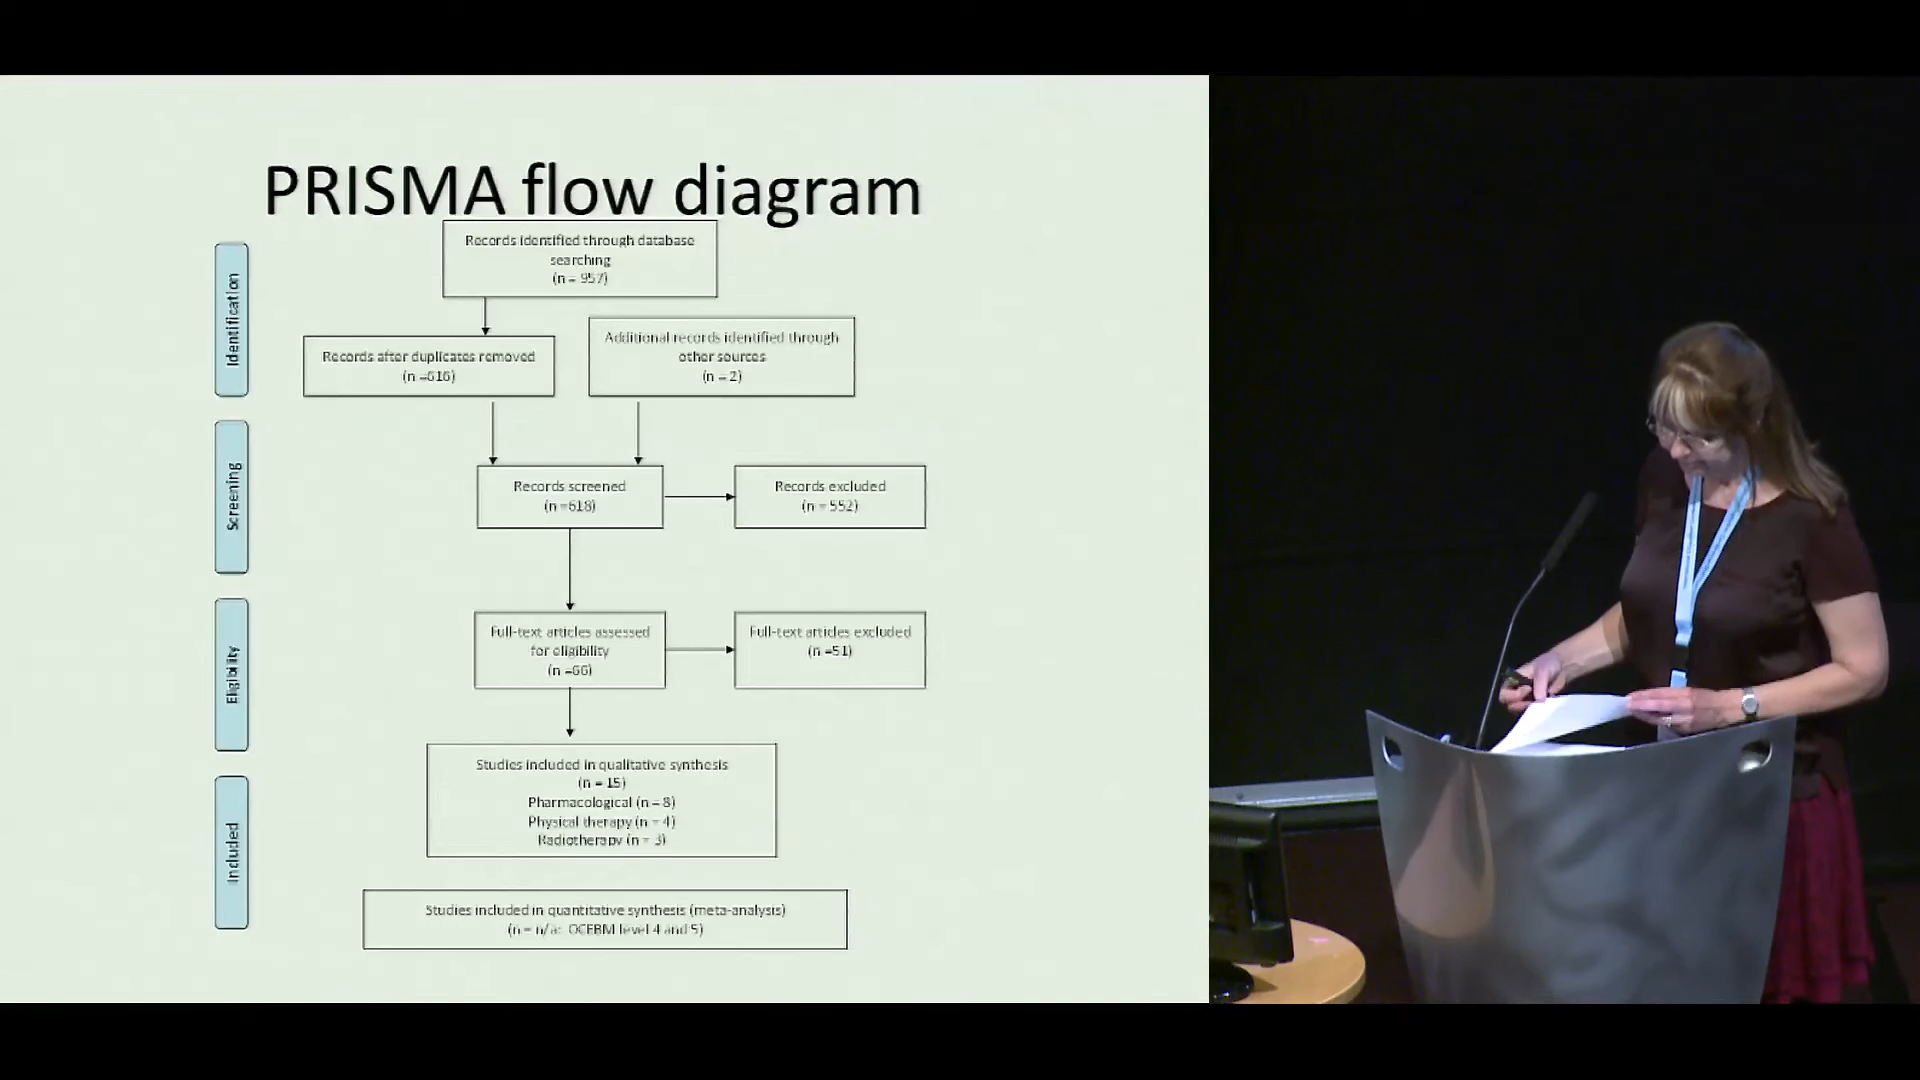 PRISMA flow diagram
Identification
Records identified through database
searching
(n = 957)
Records after duplicates removed
(n =616)
Additional records identified through
other sources
(n = 2)
Screening
Records screened
(n =618)
Records excluded
(n = 552)
Eligibility
Full-text articles assessed
for eligibility
(n =66)
Full-text articles excluded
(n =51)
Included
Studies included in qualitative synthesis
(n = 15)
Pharmacological (n = 8)
Physical therapy (n = 4)
Radiotherapy (n = 3)
Studies included in quantitative synthesis (meta-analysis)
(n = n/a: OCEBM level 4 and 5)